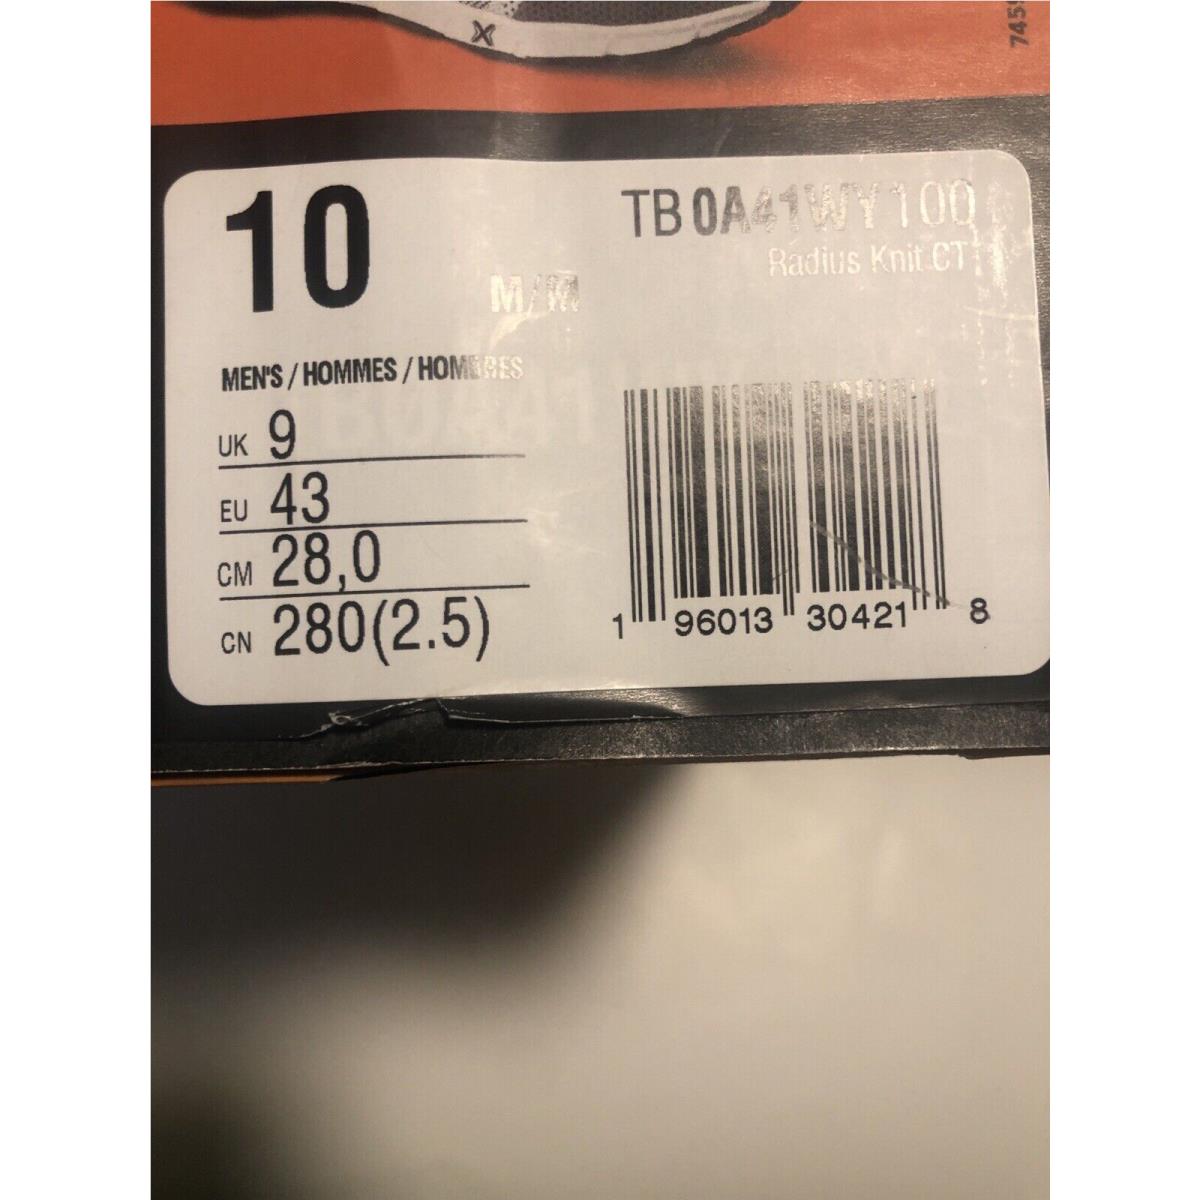 745
10
M/M
TB0A41WY100
Radius Knit CT
MEN'S / HOMMES / HOMBRES
UK 9
EU 43
CM 28,0
CN 280(2.5)
1 96013 30421 8